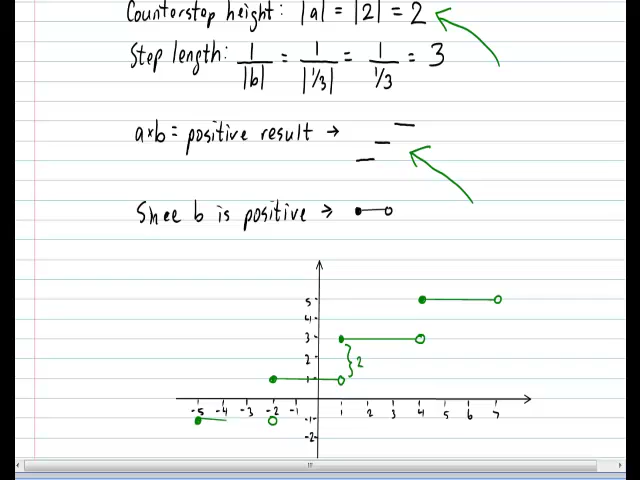 Counterstop height: |a| = |2| = 2
Step length: 1/|b| = 1/|1/3| = 1/1/3 = 3
a×b = positive result →
Since b is positive →
5
4
3
2
2
1
-5 -4 -3 -2 -1 1 2 3 4 5 6 7
-1
-2